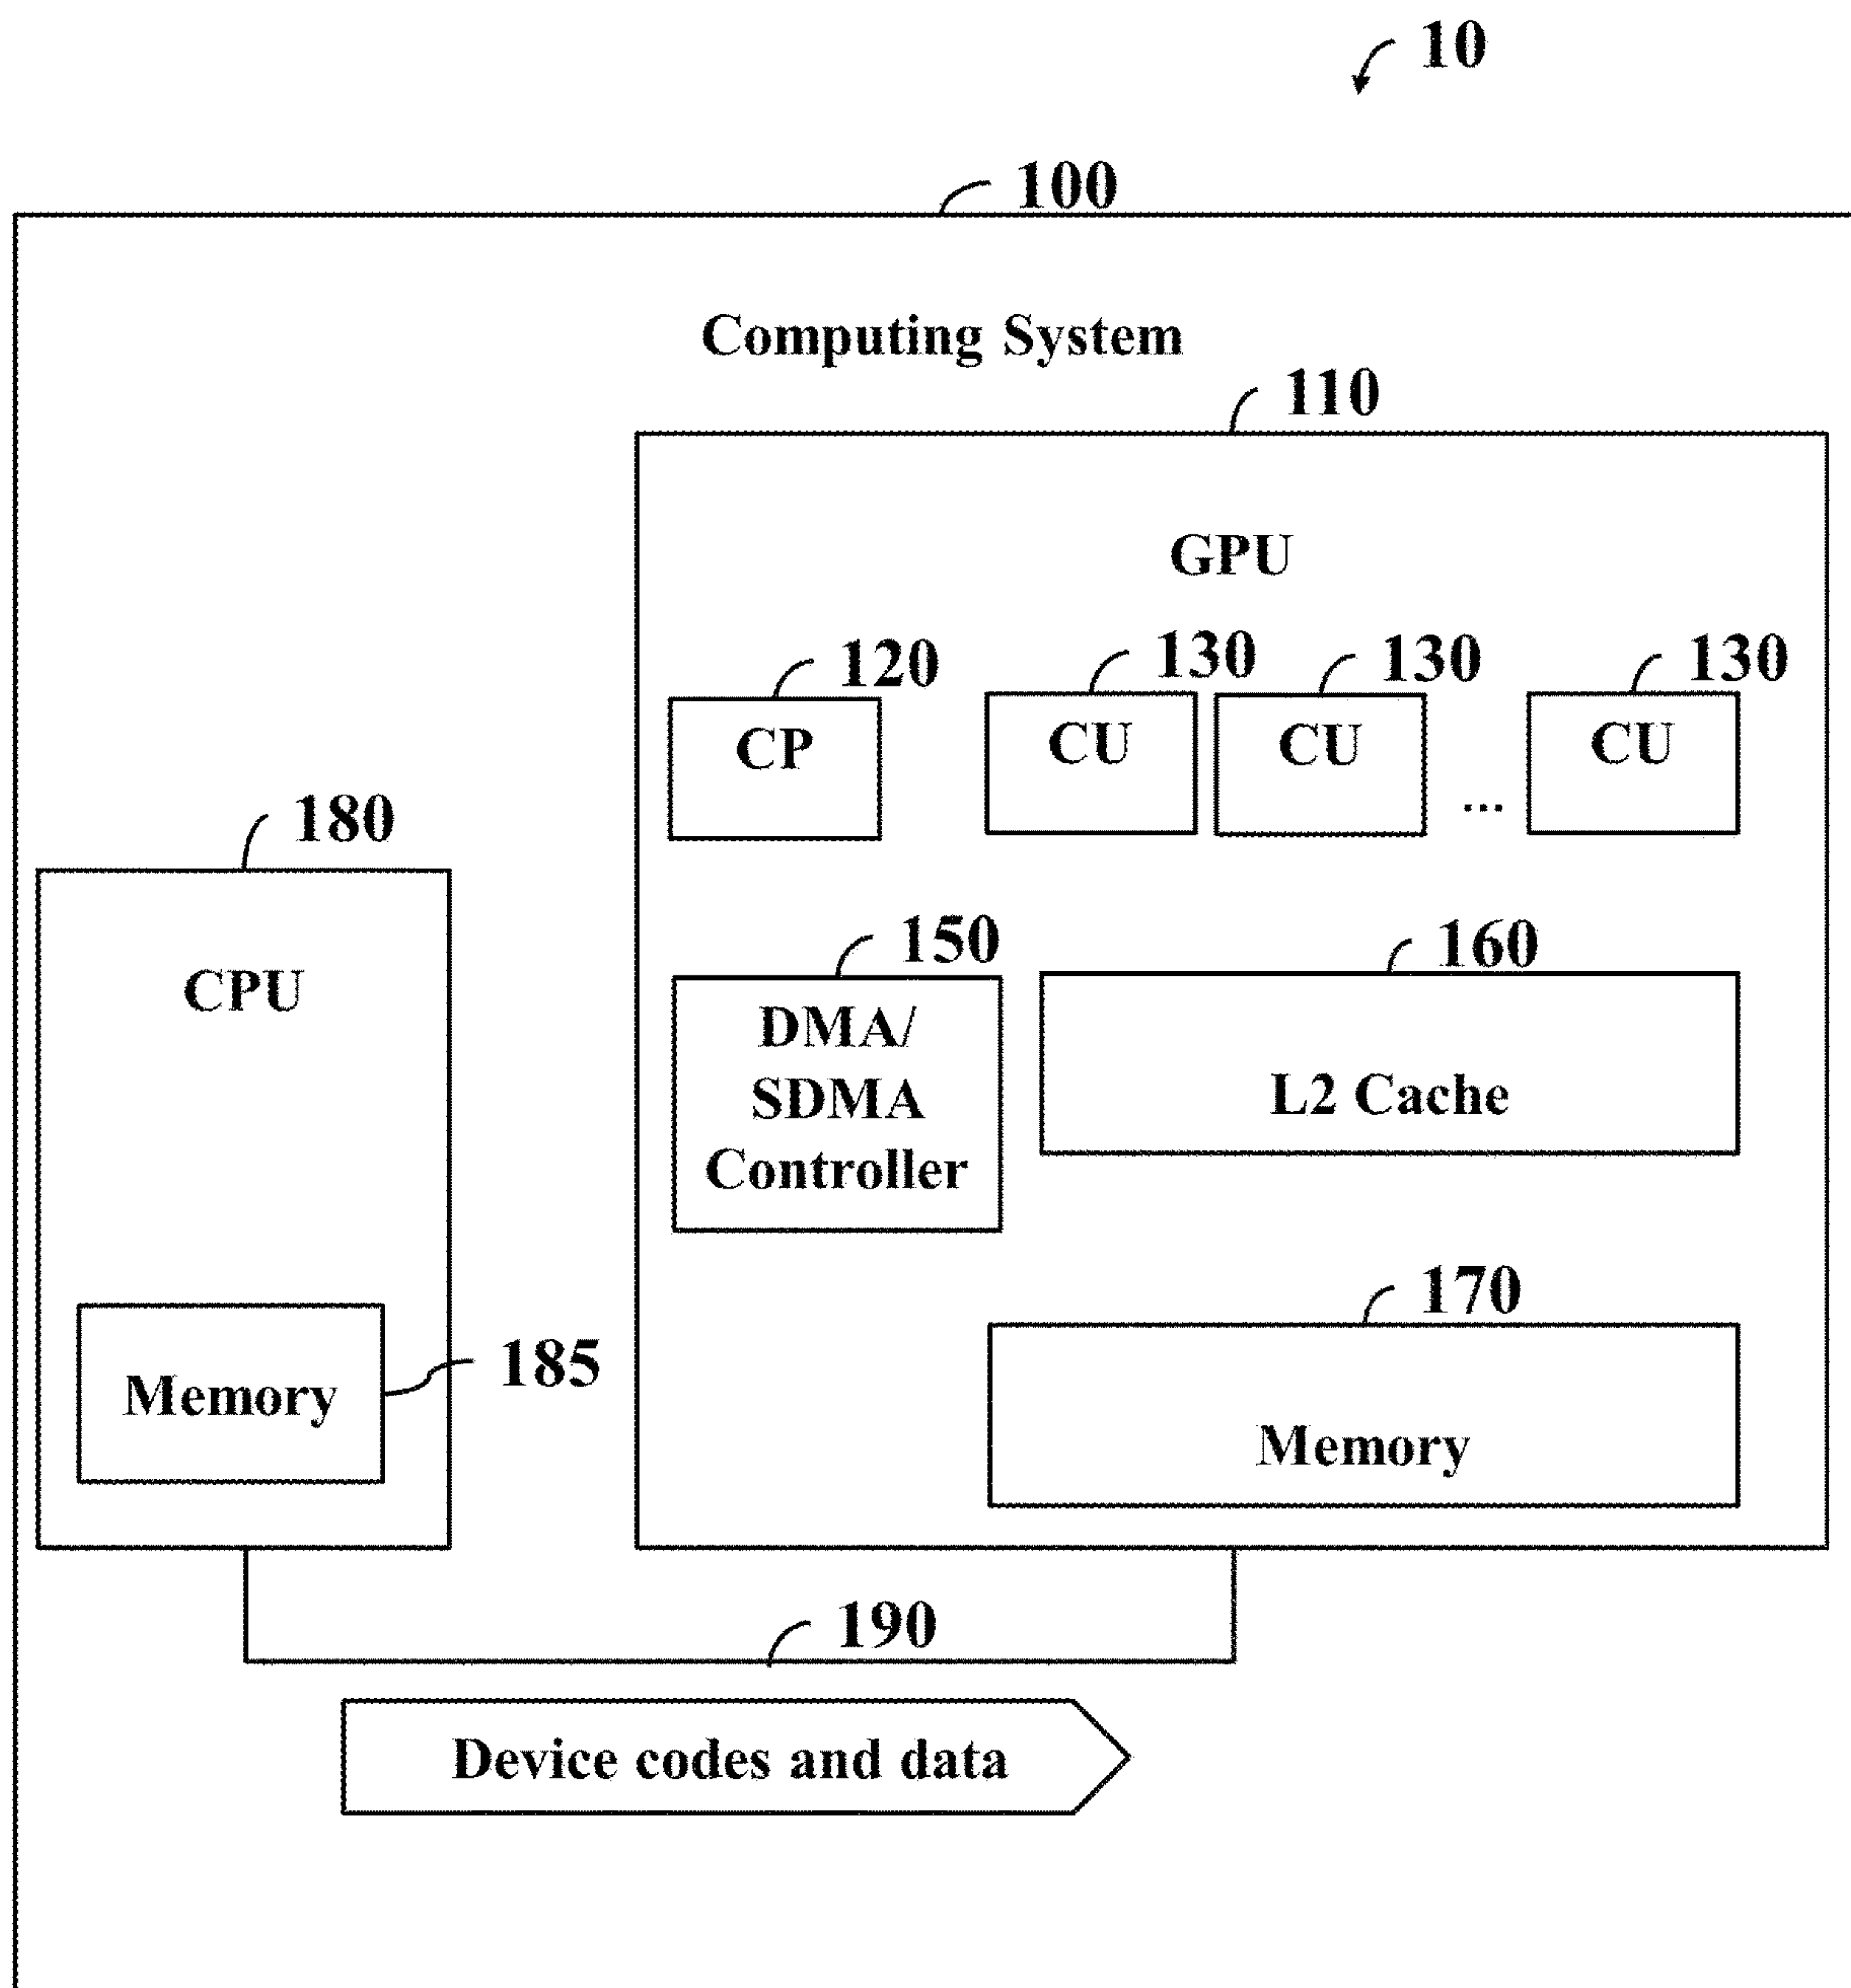 10
100
Computing System
110
GPU
120
130
130
130
CP
CU
CU
...
CU
180
CPU
150
160
DMA/
SDMA
Controller
L2 Cache
170
185
Memory
Memory
190
Device codes and data